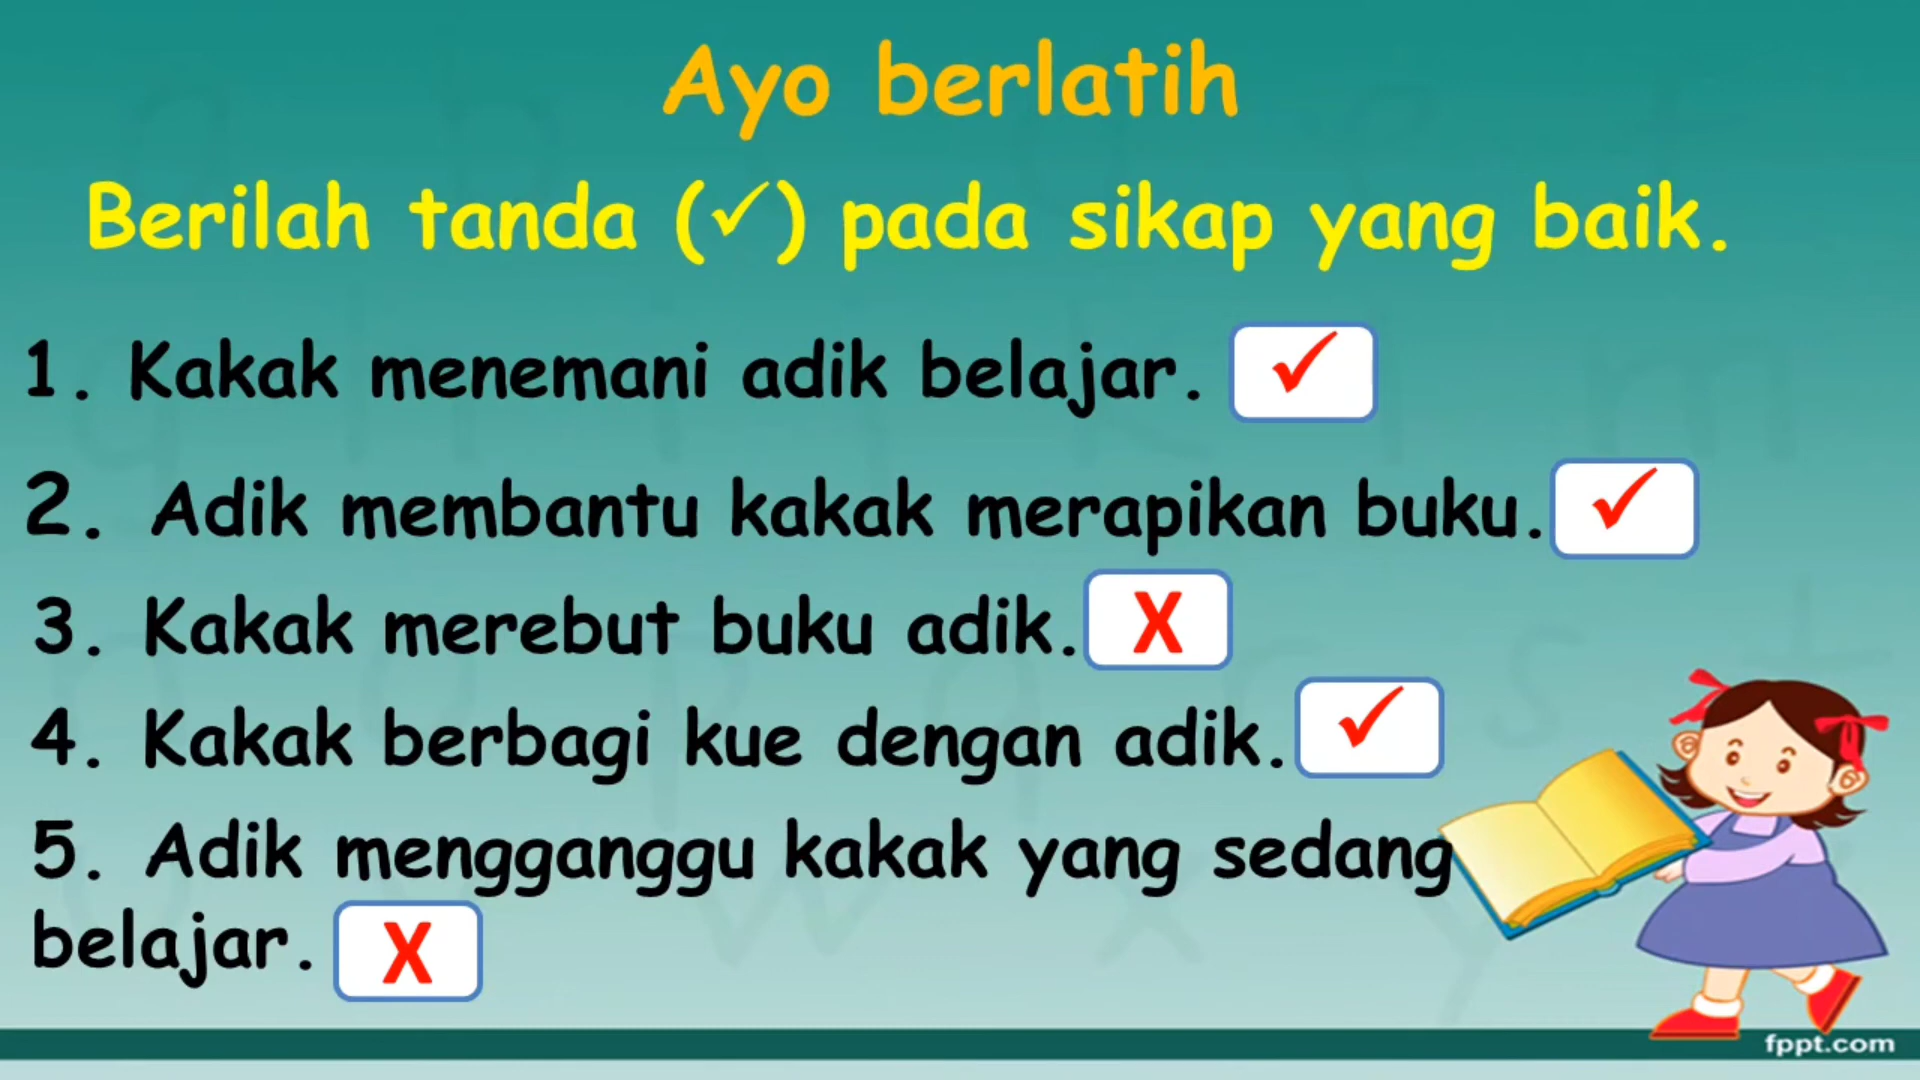 Ayo berlatih
Berilah tanda (✓) pada sikap yang baik.
1. Kakak menemani adik belajar. ✓
2. Adik membantu kakak merapikan buku. ✓
3. Kakak merebut buku adik. X
4. Kakak berbagi kue dengan adik. ✓
5. Adik mengganggu kakak yang sedang
belajar. X
fppt.com